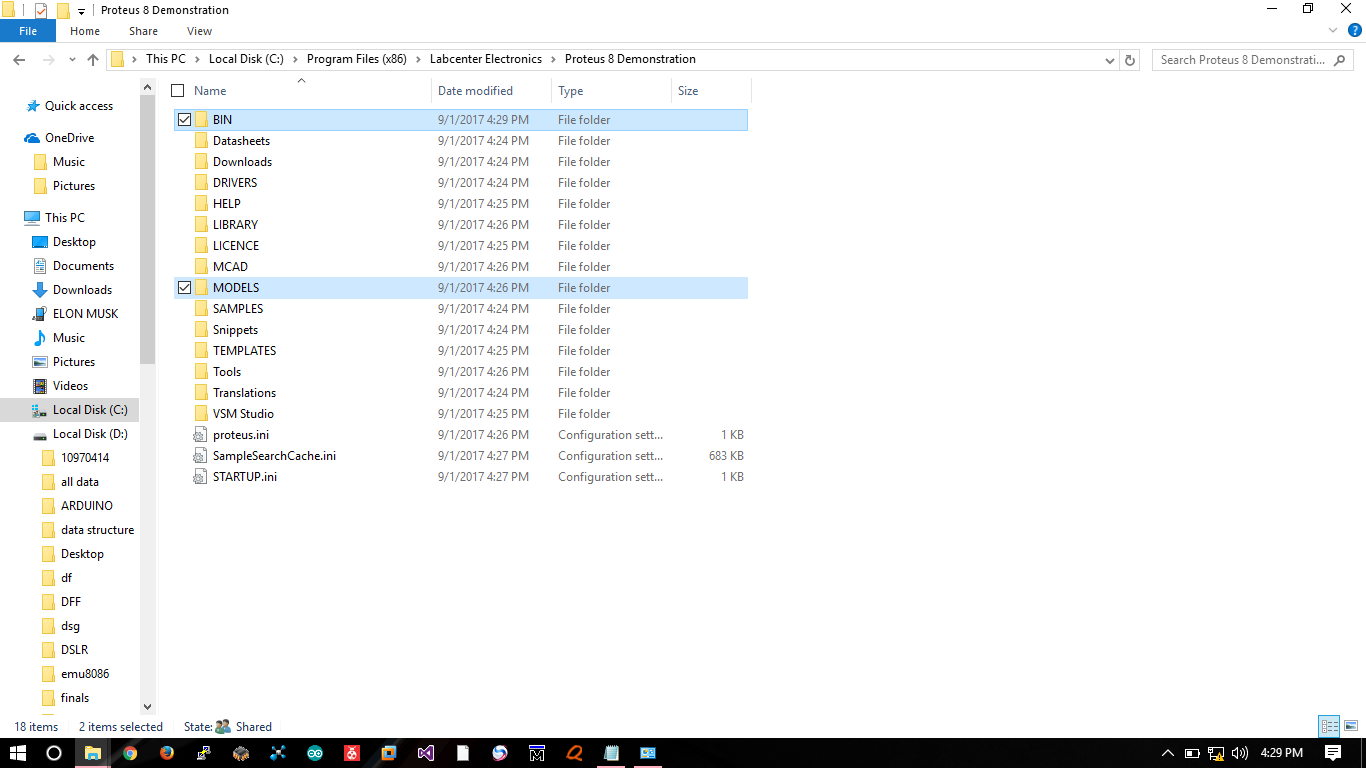 Proteus 8 Demonstration
File Home Share View
This PC Local Disk (C:) Program Files (x86) Labcenter Electronics Proteus 8 Demonstration
Search Proteus 8 Demonstrati...
Quick access
OneDrive
Music
Pictures
This PC
Desktop
Documents
Downloads
ELON MUSK
Music
Pictures
Videos
Local Disk (C:)
Local Disk (D:)
10970414
all data
ARDUINO
data structure
Desktop
df
DFF
dsg
DSLR
emu8086
finals
Name Date modified Type Size
BIN 9/1/2017 4:29 PM File folder
Datasheets 9/1/2017 4:24 PM File folder
Downloads 9/1/2017 4:24 PM File folder
DRIVERS 9/1/2017 4:24 PM File folder
HELP 9/1/2017 4:25 PM File folder
LIBRARY 9/1/2017 4:26 PM File folder
LICENCE 9/1/2017 4:25 PM File folder
MCAD 9/1/2017 4:26 PM File folder
MODELS 9/1/2017 4:26 PM File folder
SAMPLES 9/1/2017 4:24 PM File folder
Snippets 9/1/2017 4:24 PM File folder
TEMPLATES 9/1/2017 4:25 PM File folder
Tools 9/1/2017 4:26 PM File folder
Translations 9/1/2017 4:24 PM File folder
VSM Studio 9/1/2017 4:25 PM File folder
proteus.ini 9/1/2017 4:26 PM Configuration sett... 1 KB
SampleSearchCache.ini 9/1/2017 4:27 PM Configuration sett... 683 KB
STARTUP.ini 9/1/2017 4:27 PM Configuration sett... 1 KB
18 items 2 items selected State: Shared
4:29 PM